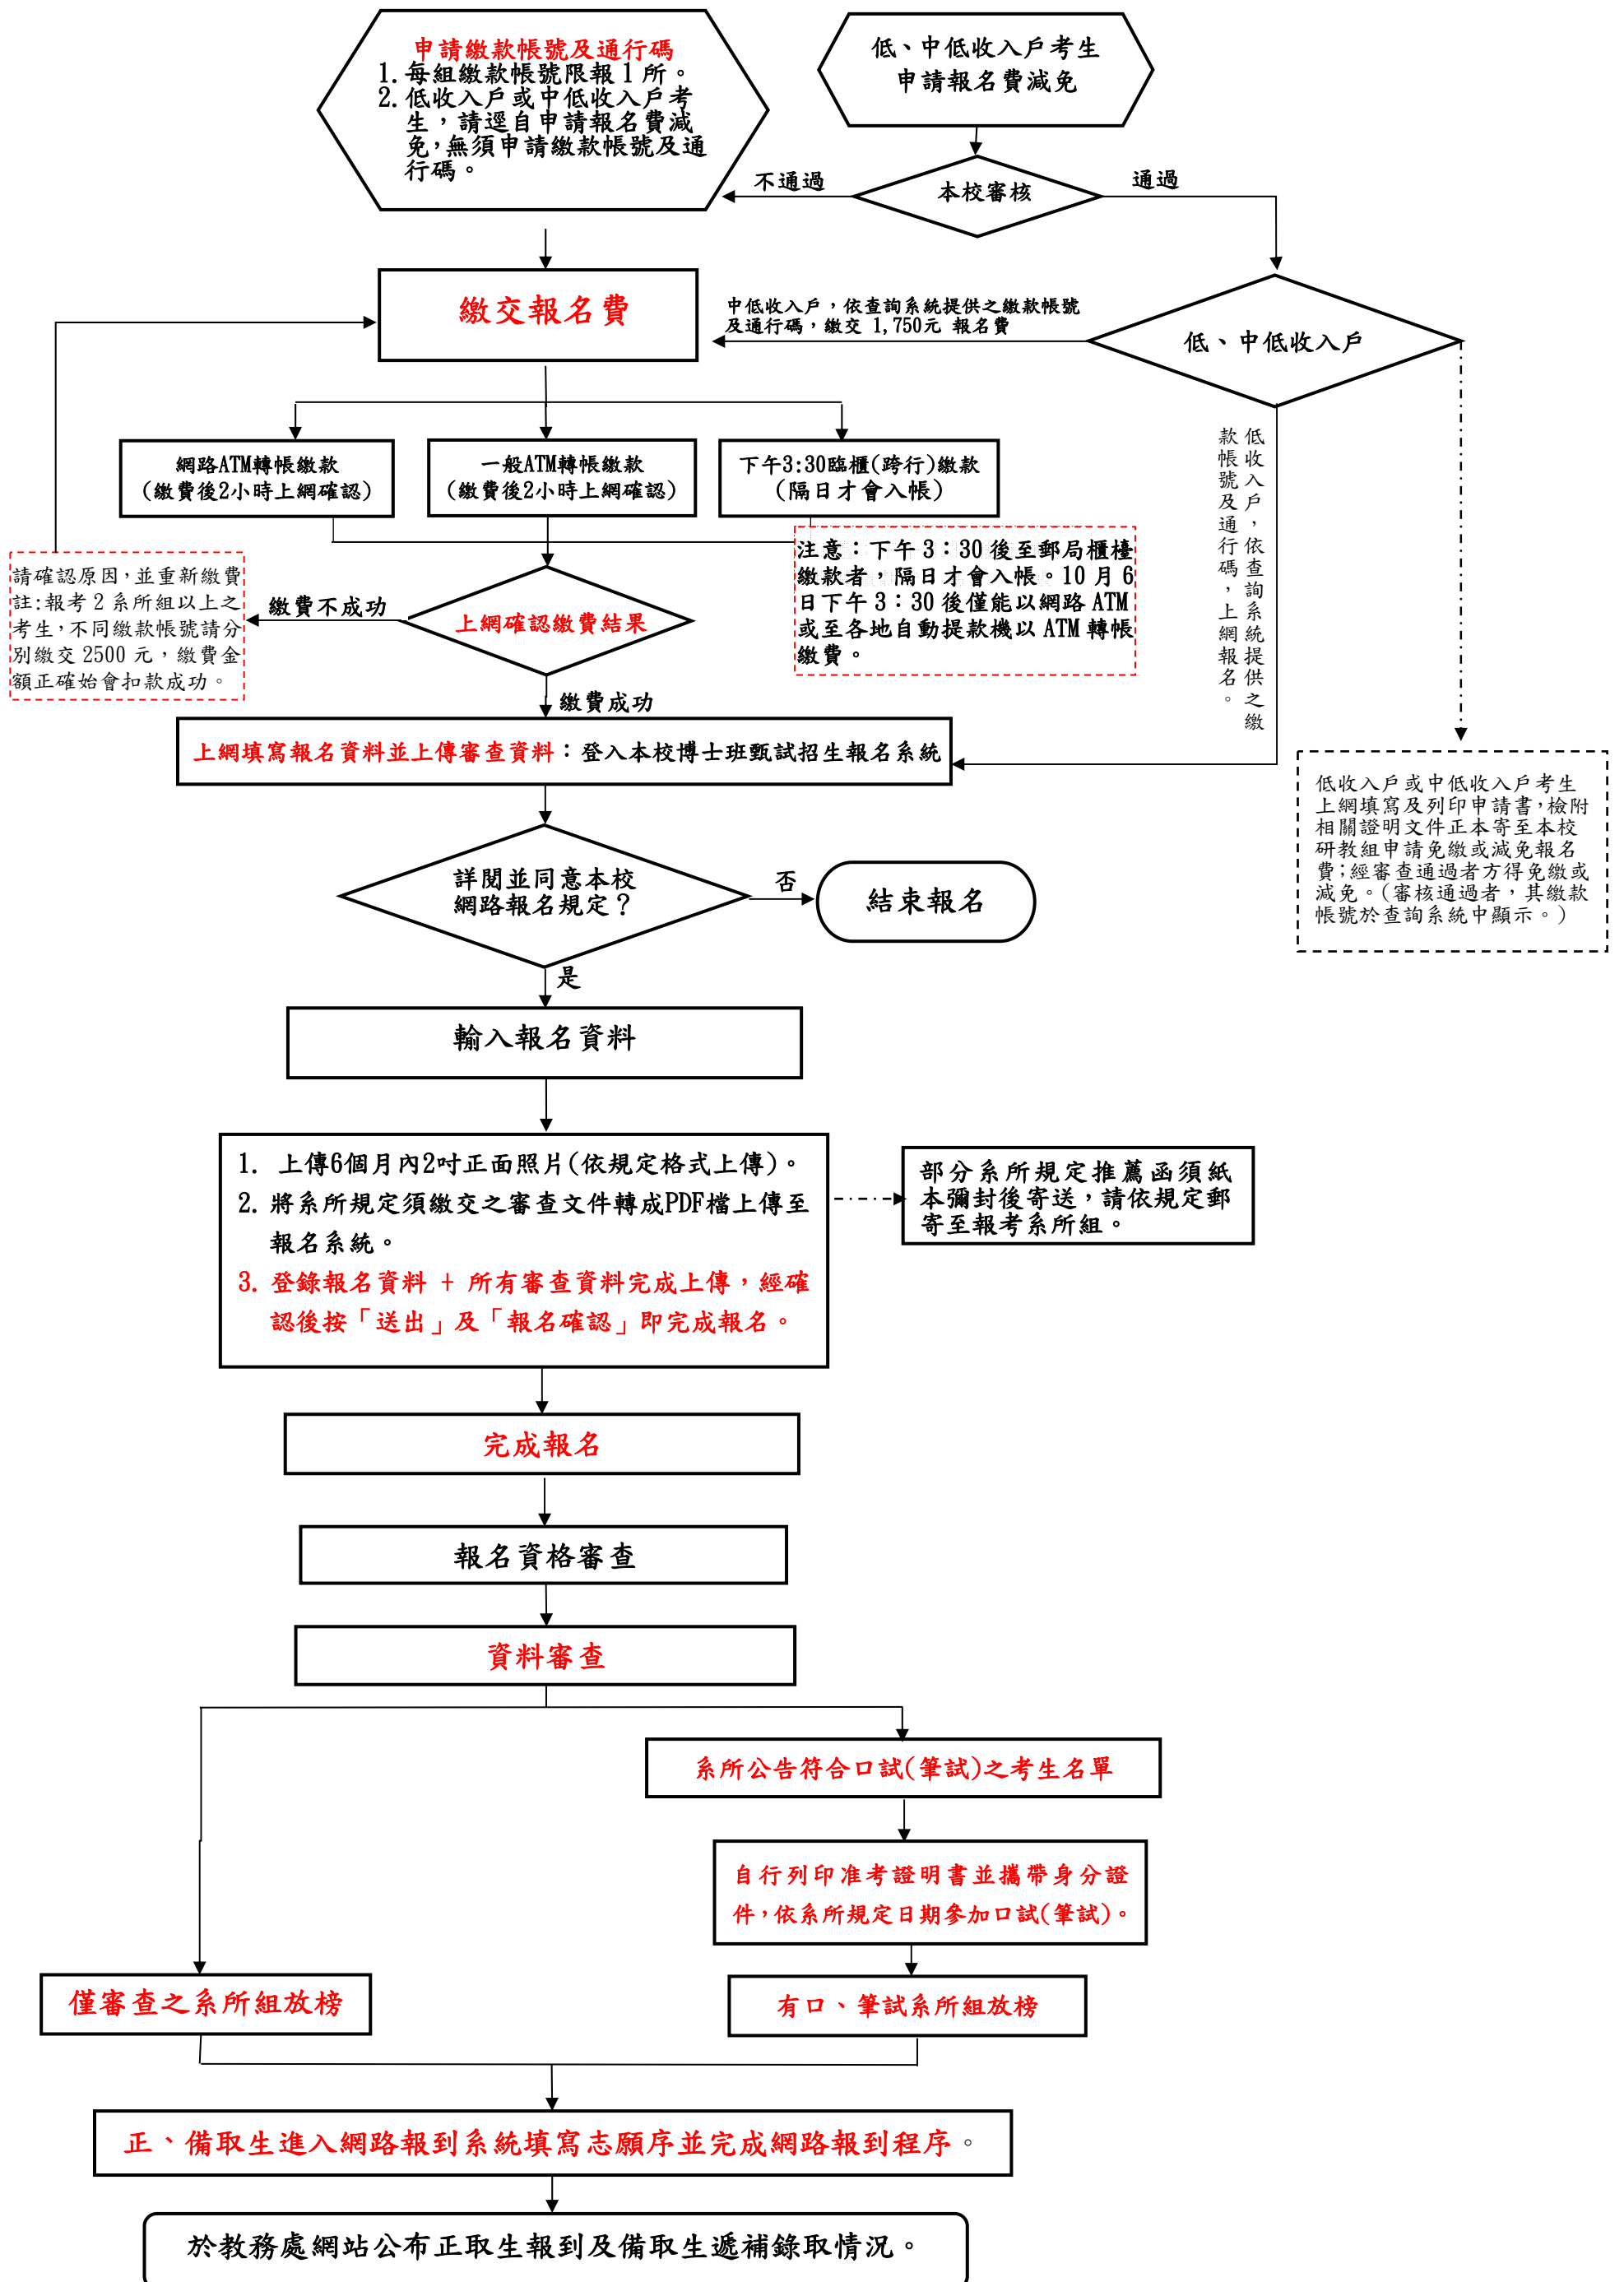 申請繳款帳號及通行碼
1. 每組繳款帳號限報 1 所。
2. 低收入戶或中低收入戶考
生，請逕自申請報名費減
免，無須申請繳款帳號及通
行碼。
低、中低收入戶考生
申請報名費減免
不通過
本校審核
通過
繳交報名費
中低收入戶，依查詢系統提供之繳款帳號
及通行碼，繳交 1,750元 報名費
低、中低收入戶
網路ATM轉帳繳款
(繳費後2小時上網確認)
一般ATM轉帳繳款
(繳費後2小時上網確認)
下午3:30臨櫃(跨行)繳款
(隔日才會入帳)
低收入戶，依查詢系統提供之繳
款帳號及通行碼，上網報名。
注意：下午 3：30 後至郵局櫃檯
繳款者，隔日才會入帳。10 月 6
日下午 3：30 後僅能以網路 ATM
或至各地自動提款機以 ATM 轉帳
繳費。
請確認原因，並重新繳費
註:報考 2 系所組以上之
考生，不同繳款帳號請分
別繳交 2500 元，繳費金
額正確始會扣款成功。
繳費不成功
上網確認繳費結果
繳費成功
上網填寫報名資料並上傳審查資料：登入本校博士班甄試招生報名系統
低收入戶或中低收入戶考生
上網填寫及列印申請書，檢附
相關證明文件正本寄至本校
研教組申請免繳或減免報名
費；經審查通過者方得免繳或
減免。(審核通過者，其繳款
帳號於查詢系統中顯示。)
詳閱並同意本校
網路報名規定？
否
結束報名
是
輸入報名資料
1. 上傳6個月內2吋正面照片(依規定格式上傳)。
2. 將系所規定須繳交之審查文件轉成PDF檔上傳至
報名系統。
3. 登錄報名資料 + 所有審查資料完成上傳，經確
認後按「送出」及「報名確認」即完成報名。
部分系所規定推薦函須紙
本彌封後寄送，請依規定郵
寄至報考系所組。
完成報名
報名資格審查
資料審查
系所公告符合口試(筆試)之考生名單
自行列印准考證明書並攜帶身分證
件，依系所規定日期參加口試(筆試)。
僅審查之系所組放榜
有口、筆試系所組放榜
正、備取生進入網路報到系統填寫志願序並完成網路報到程序。
於教務處網站公布正取生報到及備取生遞補錄取情況。